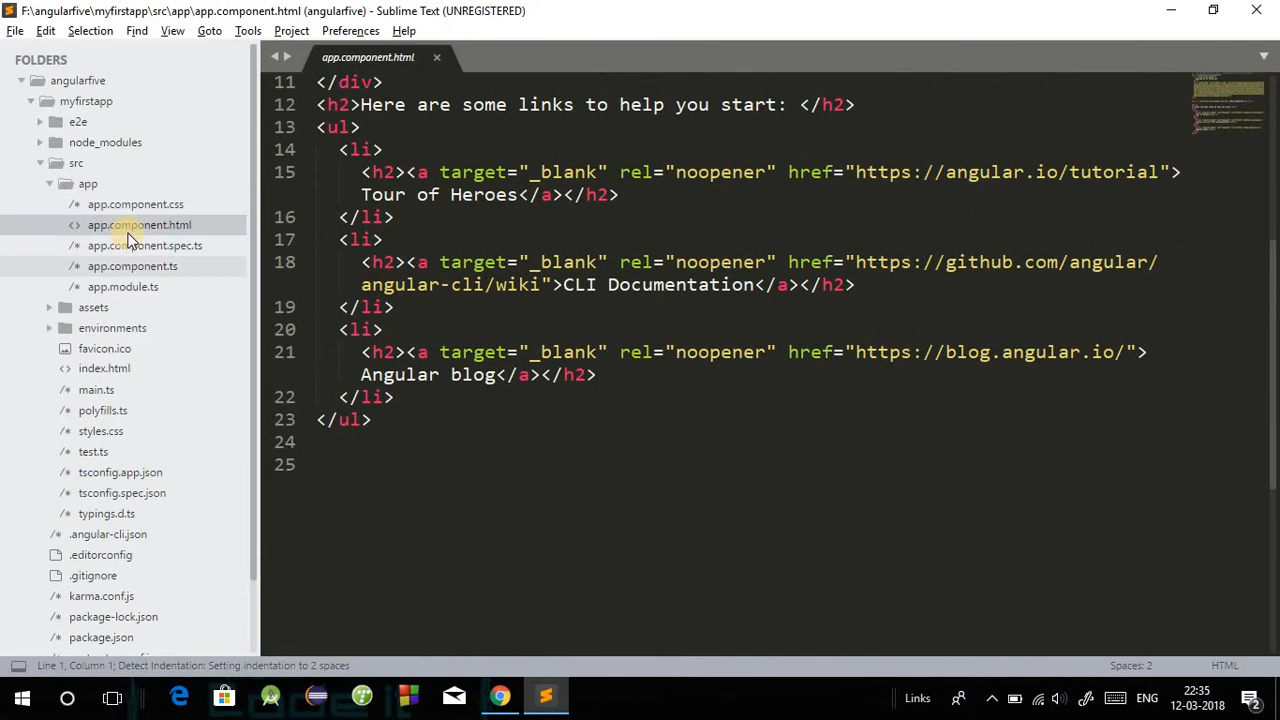 F:\angularfive\myfirstapp\src\app\app.component.html (angularfive) - Sublime Text (UNREGISTERED)
File Edit Selection Find View Goto Tools Project Preferences Help
FOLDERS
angularfive
myfirstapp
e2e
node_modules
src
app
app.component.css
app.component.html
app.component.spec.ts
app.component.ts
app.module.ts
assets
environments
favicon.ico
index.html
main.ts
polyfills.ts
styles.css
test.ts
tsconfig.app.json
tsconfig.spec.json
typings.d.ts
.angular-cli.json
.editorconfig
.gitignore
karma.conf.js
package-lock.json
package.json
app.component.html
11 </div>
12 <h2>Here are some links to help you start: </h2>
13 <ul>
14 <li>
15 <h2><a target="_blank" rel="noopener" href="https://angular.io/tutorial">
Tour of Heroes</a></h2>
16 </li>
17 <li>
18 <h2><a target="_blank" rel="noopener" href="https://github.com/angular/
angular-cli/wiki">CLI Documentation</a></h2>
19 </li>
20 <li>
21 <h2><a target="_blank" rel="noopener" href="https://blog.angular.io/">
Angular blog</a></h2>
22 </li>
23 </ul>
24
25
Line 1, Column 1; Detect Indentation: Setting indentation to 2 spaces
Spaces: 2
HTML
Links
ENG
22:35
12-03-2018
2